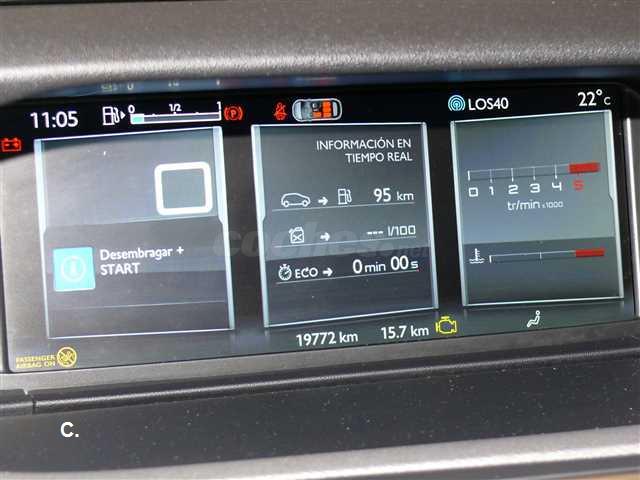 11:05
0 1/2 1
LOS40
22°C
INFORMACIÓN EN
TIEMPO REAL
95 km
--- l/100
ECO 0 min 00 s
Desembragar +
START
0 1 2 3 4 5
tr/min x1000
19772 km 15.7 km
PASSENGER
AIRBAG ON
coches.net
C.